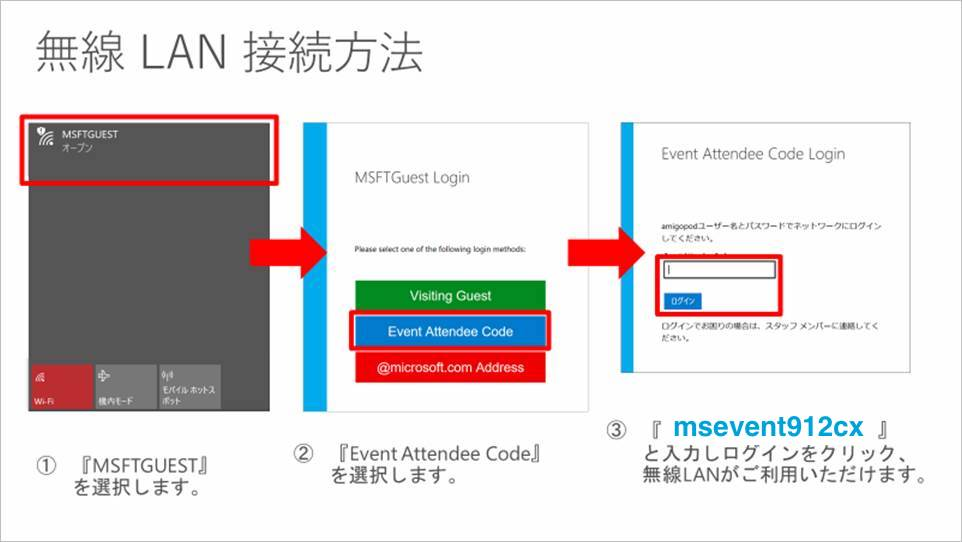 無線 LAN 接続方法
MSFTGUEST
オープン
Wi-Fi
機内モード
モバイル ホットス
ポット
MSFTGuest Login
Please select one of the following login methods:
Visiting Guest
Event Attendee Code
@microsoft.com Address
Event Attendee Code Login
amigopodユーザー名とパスワードでネットワークにログイン
してください。
ログイン
ログインでお困りの場合は、スタッフ メンバーに連絡してく
ださい。
① 『MSFTGUEST』
を選択します。
② 『Event Attendee Code』
を選択します。
③ 『 msevent912cx 』
と入力しログインをクリック、
無線LANがご利用いただけます。